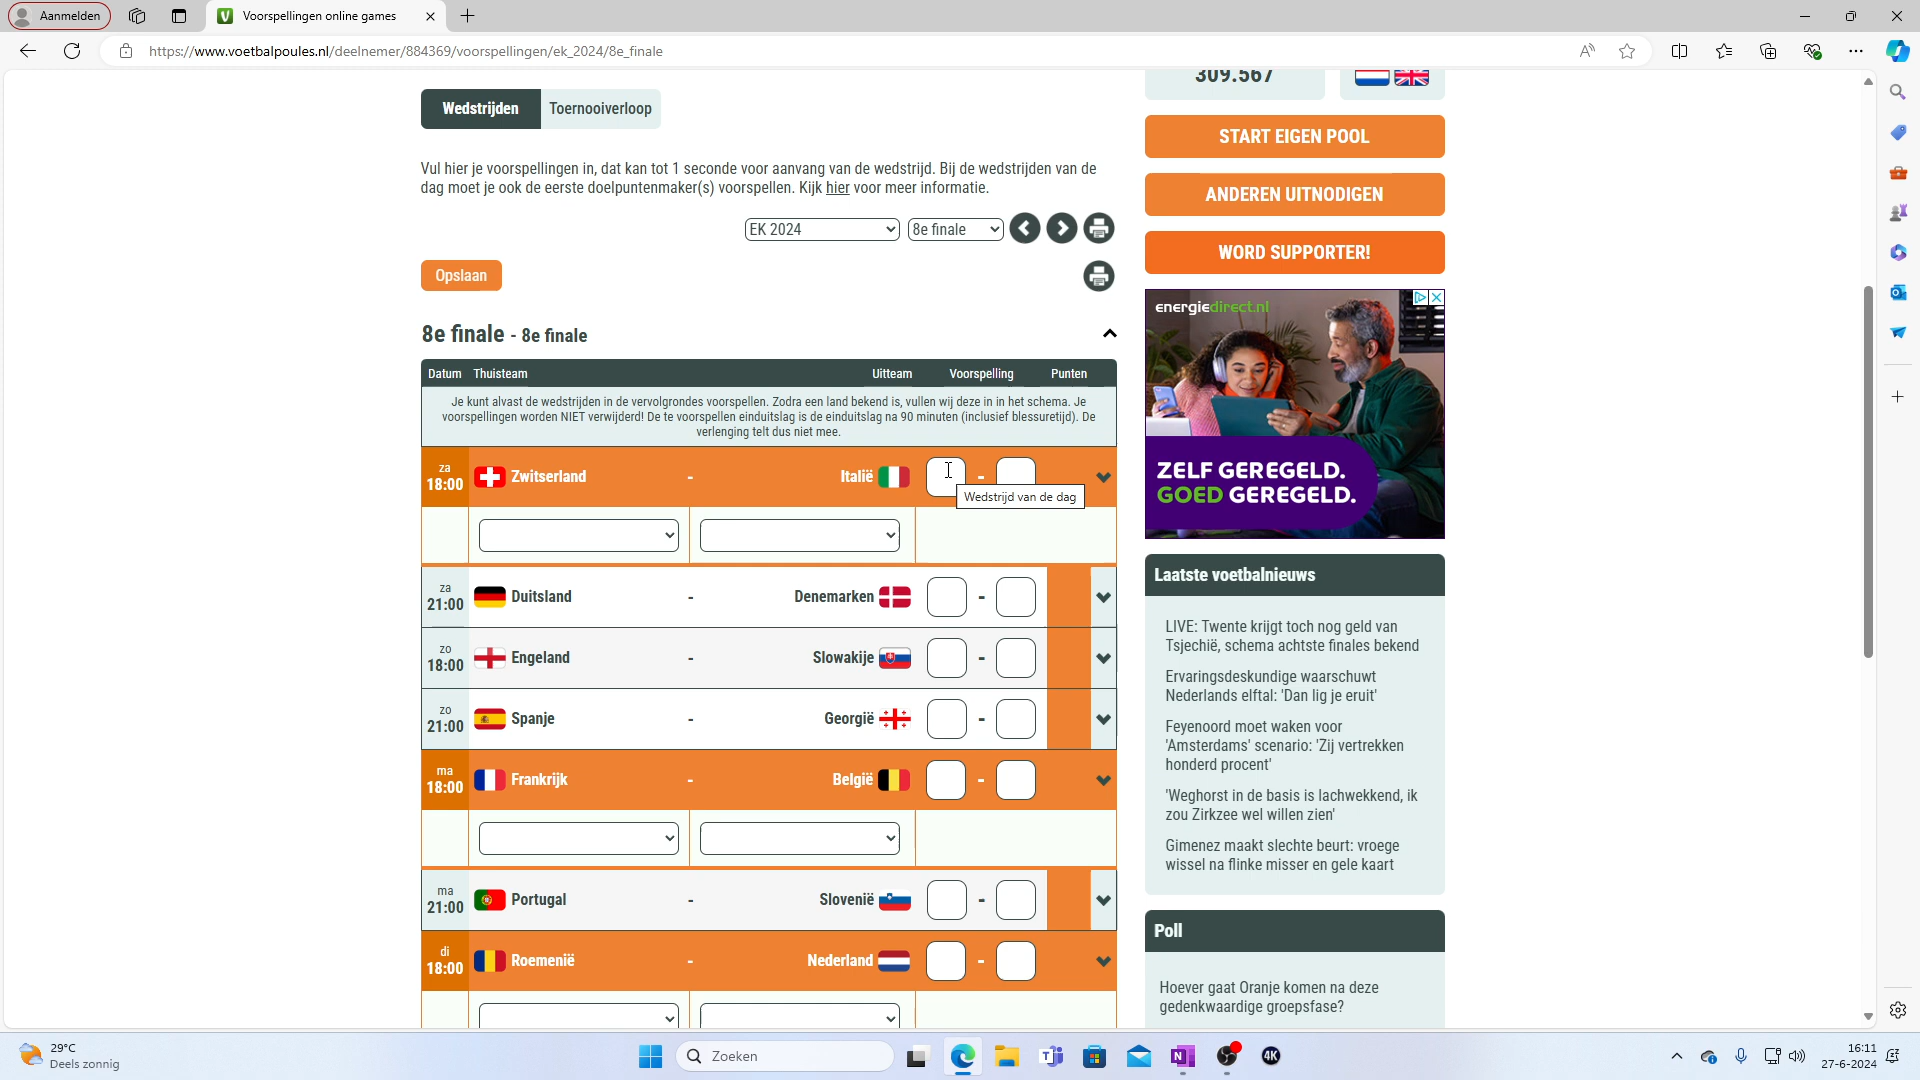 Aanmelden
Voorspellingen online games
https://www.voetbalpoules.nl/deelnemer/884369/voorspellingen/ek_2024/8e_finale
309.567
Wedstrijden Toernooiverloop
START EIGEN POOL
Vul hier je voorspellingen in, dat kan tot 1 seconde voor aanvang van de wedstrijd. Bij de wedstrijden van de
dag moet je ook de eerste doelpuntenmaker(s) voorspellen. Kijk hier voor meer informatie.
ANDEREN UITNODIGEN
EK 2024 8e finale
WORD SUPPORTER!
Opslaan
energiedirect.nl
8e finale - 8e finale
Datum Thuisteam Uitteam Voorspelling Punten
Je kunt alvast de wedstrijden in de vervolgrondes voorspellen. Zodra een land bekend is, vullen wij deze in in het schema. Je
voorspellingen worden NIET verwijderd! De te voorspellen einduitslag is de einduitslag na 90 minuten (inclusief blessuretijd). De
verlenging telt dus niet mee.
za
18:00 Zwitserland - Italië -
Wedstrijd van de dag
ZELF GEREGELD.
GOED GEREGELD.
za
21:00 Duitsland - Denemarken -
zo
18:00 Engeland - Slowakije -
zo
21:00 Spanje - Georgië -
ma
18:00 Frankrijk - België -
ma
21:00 Portugal - Slovenië -
di
18:00 Roemenië - Nederland -
Laatste voetbalnieuws
LIVE: Twente krijgt toch nog geld van
Tsjechië, schema achtste finales bekend
Ervaringsdeskundige waarschuwt
Nederlands elftal: 'Dan lig je eruit'
Feyenoord moet waken voor
'Amsterdams' scenario: 'Zij vertrekken
honderd procent'
'Weghorst in de basis is lachwekkend, ik
zou Zirkzee wel willen zien'
Gimenez maakt slechte beurt: vroege
wissel na flinke misser en gele kaart
Poll
Hoever gaat Oranje komen na deze
gedenkwaardige groepsfase?
29°C
Deels zonnig
Zoeken
4K
16:11
27-6-2024